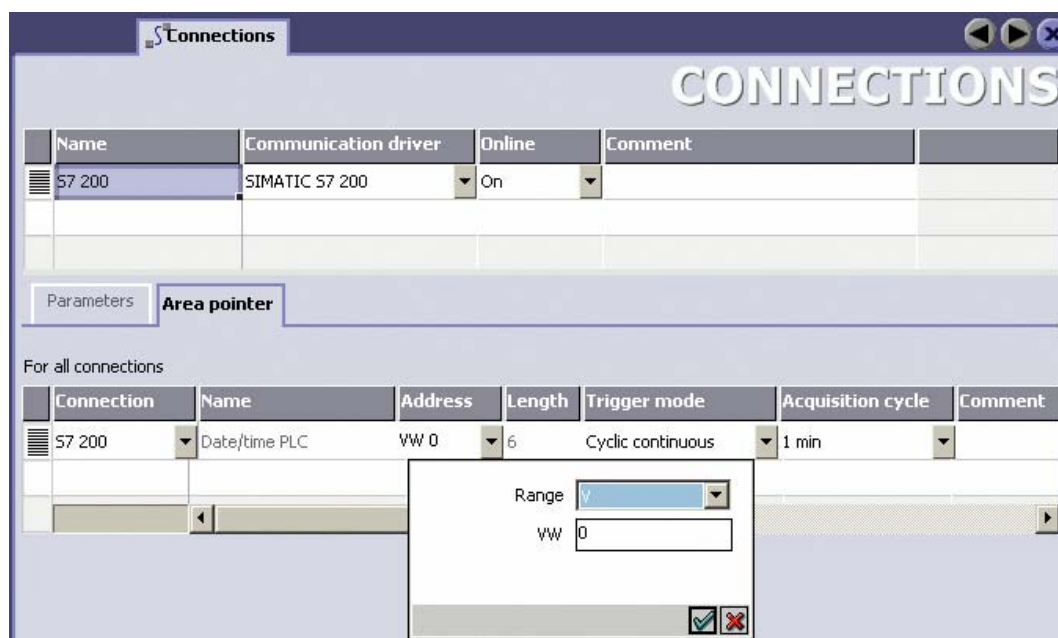 Connections
CONNECTIONS
Name Communication driver Online Comment
S7 200 SIMATIC S7 200 On
Parameters Area pointer
For all connections
Connection Name Address Length Trigger mode Acquisition cycle Comment
S7 200 Date/time PLC VW 0 6 Cyclic continuous 1 min
Range V
VW 0